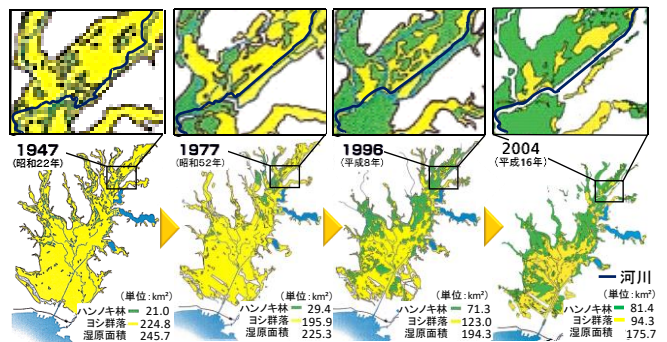 1947
(昭和22年)
1977
(昭和52年)
1996
(平成8年)
2004
(平成16年)
河川
(単位:km²)
ハンノキ林 21.0
ヨシ群落 224.8
湿原面積 245.7
(単位:km²)
ハンノキ林 29.4
ヨシ群落 195.9
湿原面積 225.3
(単位:km²)
ハンノキ林 71.3
ヨシ群落 123.0
湿原面積 194.3
(単位:km²)
ハンノキ林 81.4
ヨシ群落 94.3
湿原面積 175.7